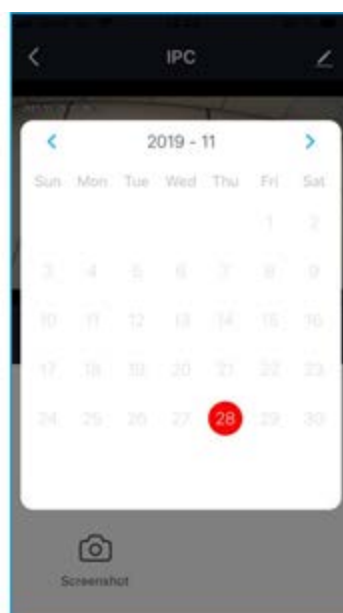 IPC
2019 - 11
Sun Mon Tue Wed Thu Fri Sat
1 2
3 4 5 6 7 8 9
10 11 12 13 14 15 16
17 18 19 20 21 22 23
24 25 26 27 28 29 30
Screenshot